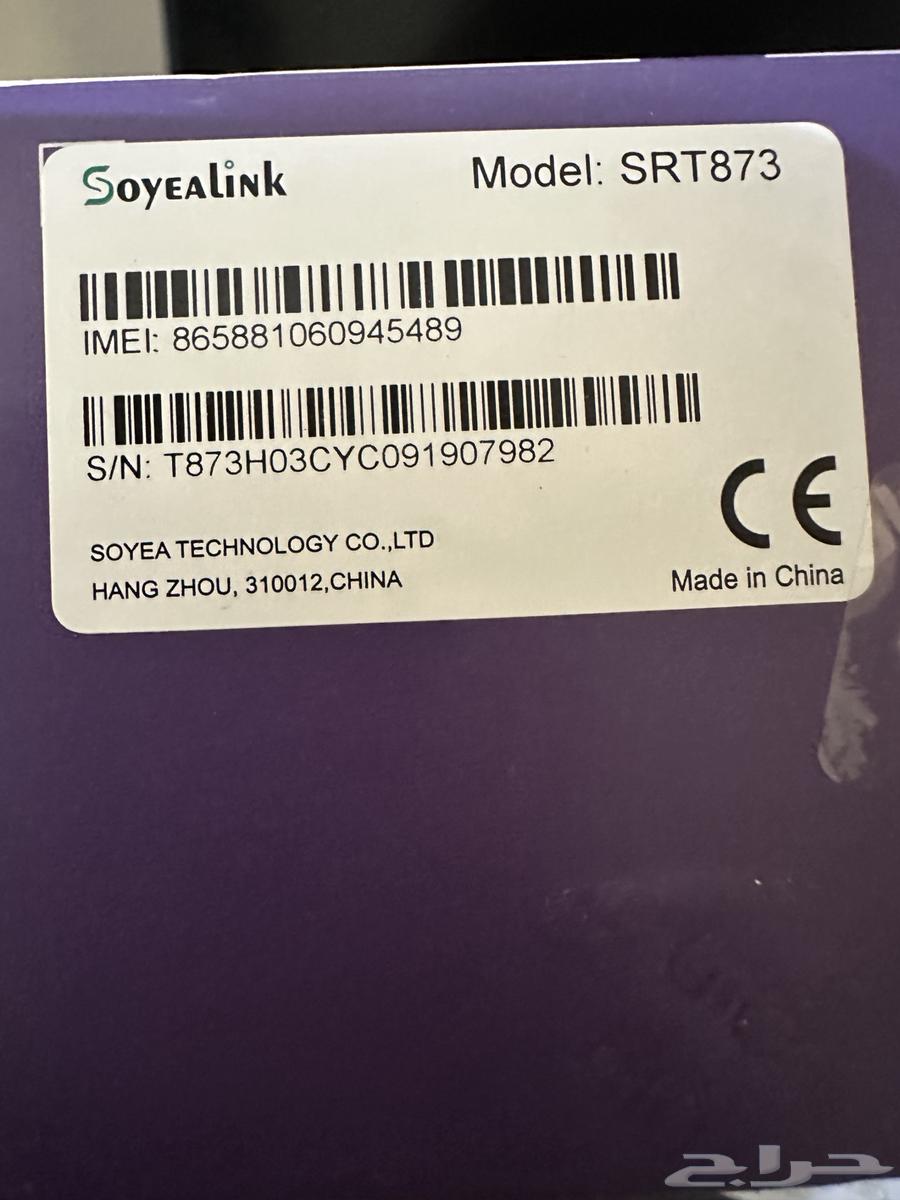 SOYEALINK
Model: SRT873
IMEI: 865881060945489
S/N: T873H03CYC091907982
SOYEA TECHNOLOGY CO.,LTD
HANG ZHOU, 310012,CHINA
CE
Made in China
حراج